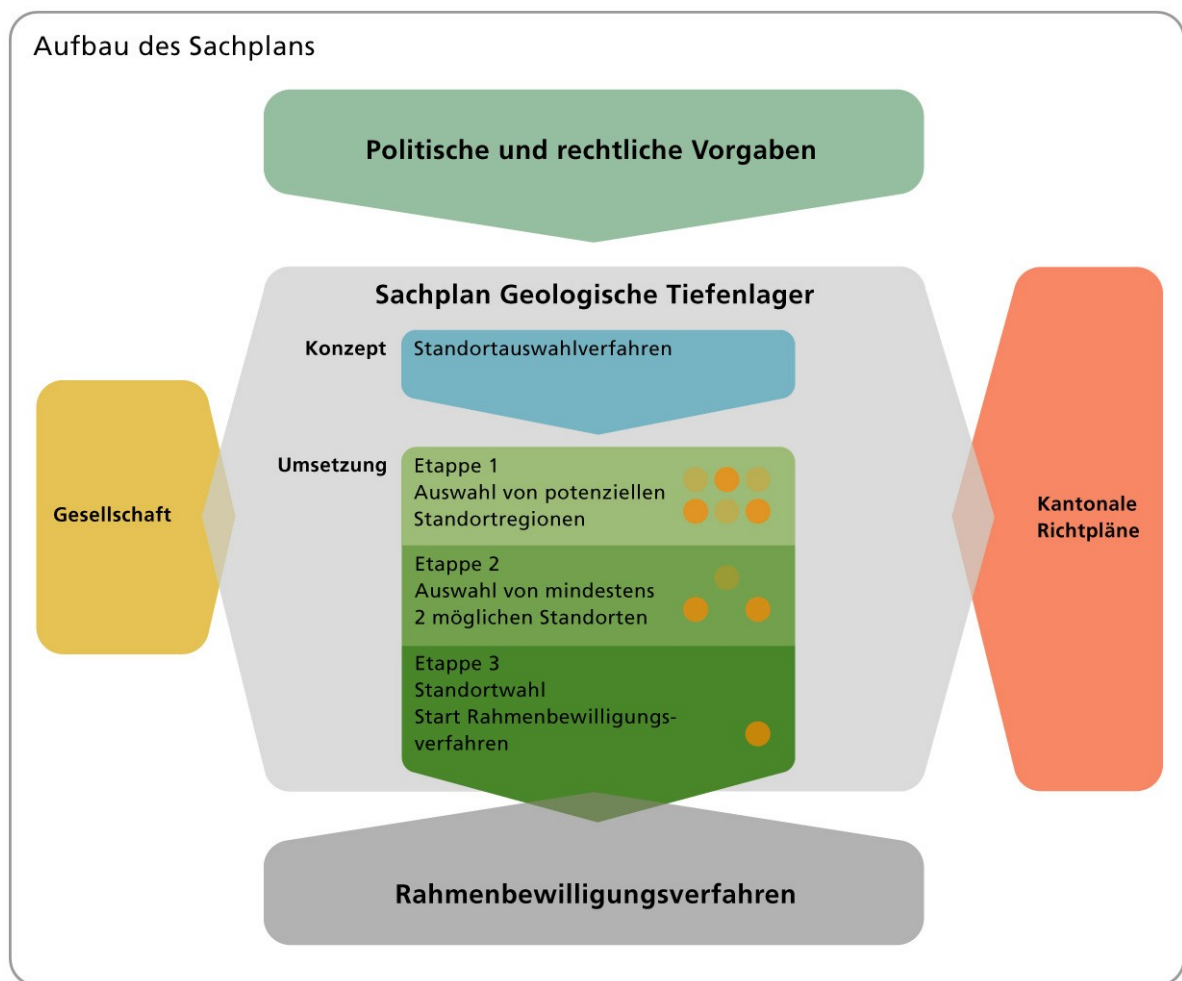 Aufbau des Sachplans
Politische und rechtliche Vorgaben
Sachplan Geologische Tiefenlager
Konzept
Standortauswahlverfahren
Umsetzung
Etappe 1
Auswahl von potenziellen
Standortregionen
Etappe 2
Auswahl von mindestens
2 möglichen Standorten
Etappe 3
Standortwahl
Start Rahmenbewilligungs-
verfahren
Gesellschaft
Kantonale
Richtpläne
Rahmenbewilligungsverfahren